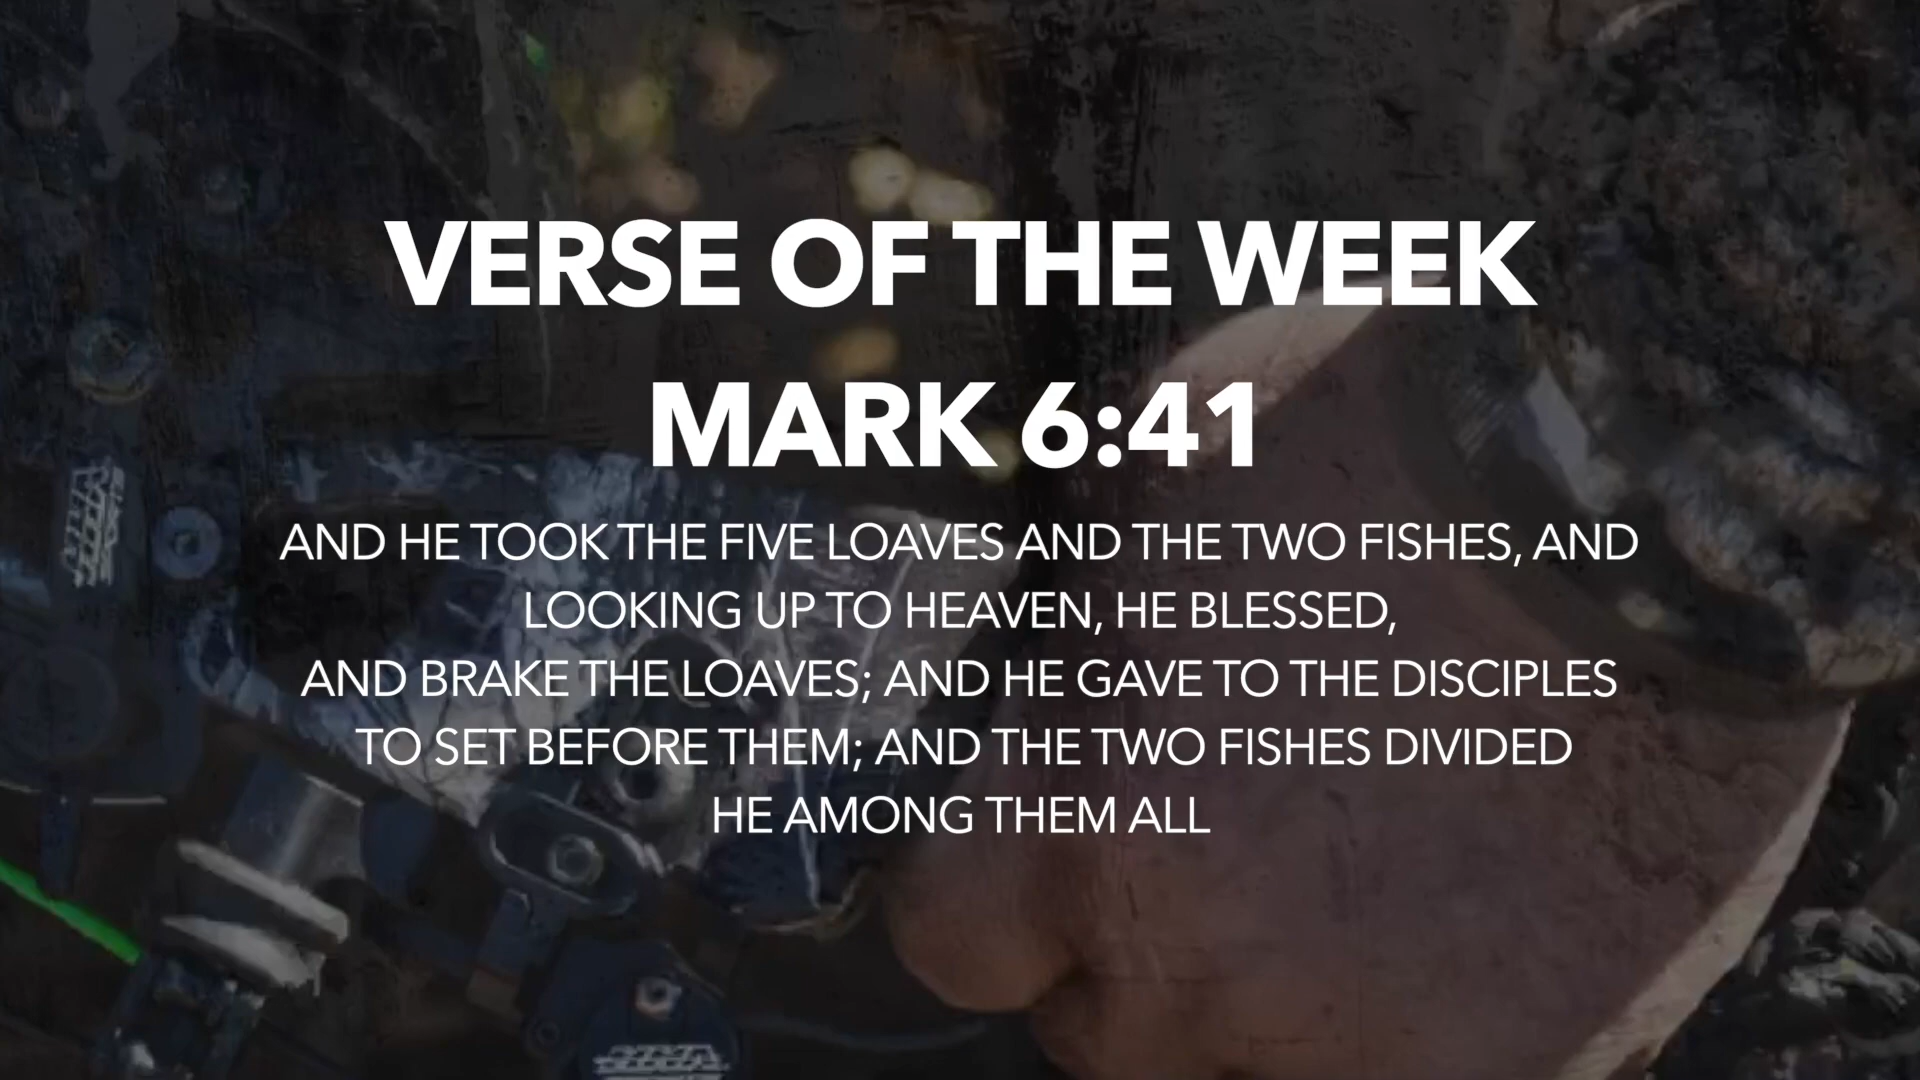 VERSE OF THE WEEK
MARK 6:41
AND HE TOOK THE FIVE LOAVES AND THE TWO FISHES, AND
LOOKING UP TO HEAVEN, HE BLESSED,
AND BRAKE THE LOAVES; AND HE GAVE TO THE DISCIPLES
TO SET BEFORE THEM; AND THE TWO FISHES DIVIDED
HE AMONG THEM ALL